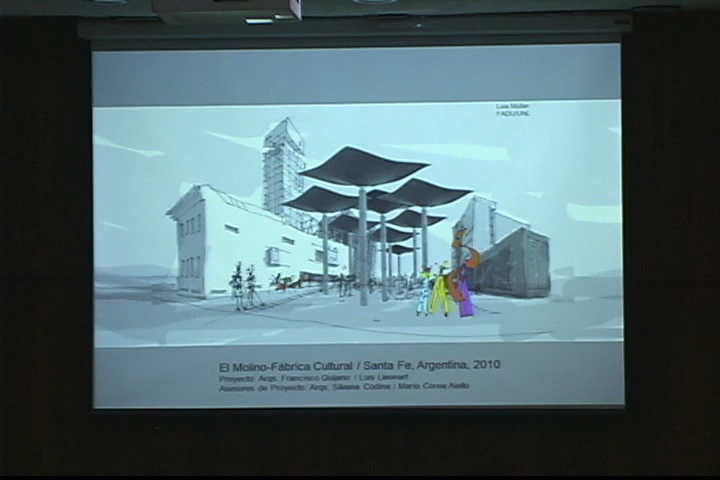 Luis Müller
FADU/UNL
El Molino-Fábrica Cultural / Santa Fe, Argentina, 2010
Proyecto: Arqs. Francisco Quijano / Luis Lleonart
Asesores de Proyecto: Arqs. Silvana Codina / Mario Corea Aiello